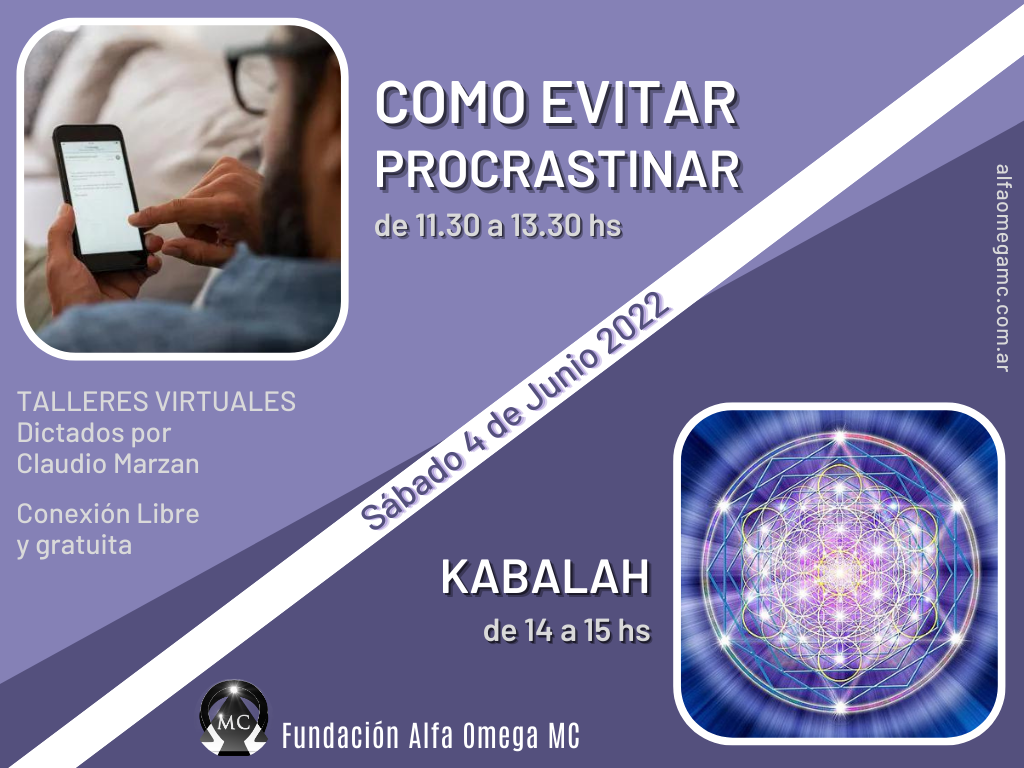 COMO EVITAR
PROCRASTINAR
de 11.30 a 13.30 hs
alfaomegamc.com.ar
Sábado 4 de Junio 2022
TALLERES VIRTUALES
Dictados por
Claudio Marzan
Conexión Libre
y gratuita
KABALAH
de 14 a 15 hs
MC
Fundación Alfa Omega MC